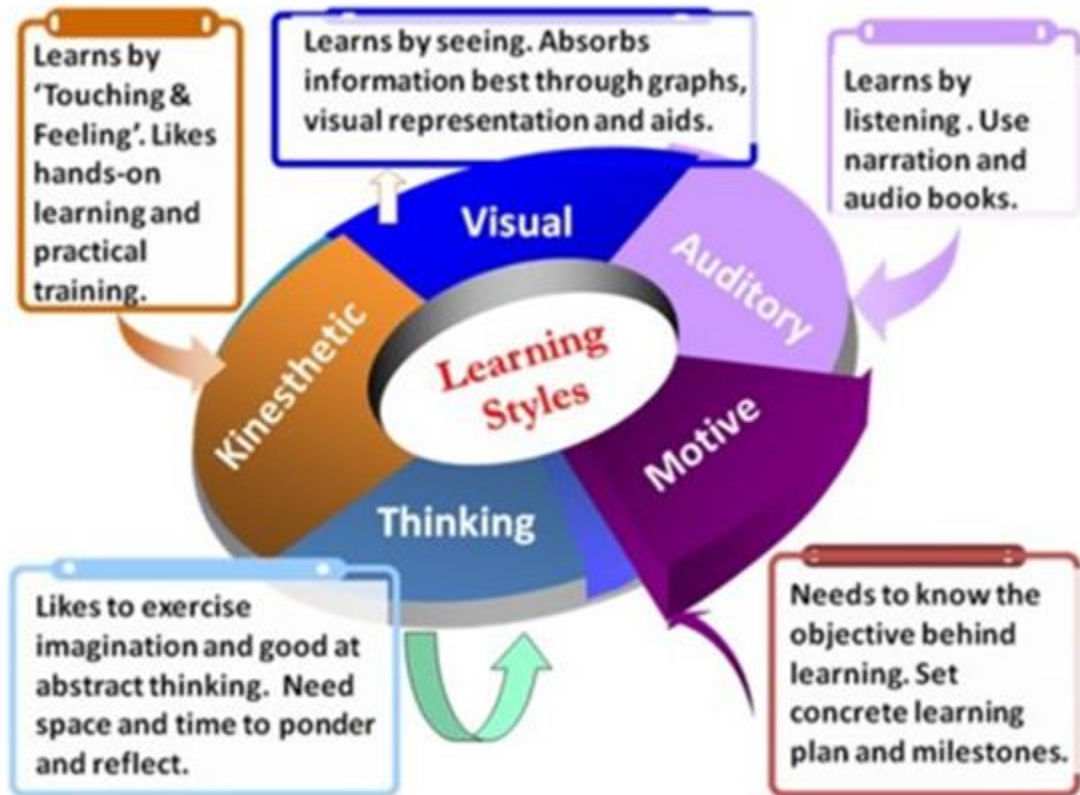 Learns by
‘Touching &
Feeling’. Likes
hands-on
learning and
practical
training.
Learns by seeing. Absorbs
information best through graphs,
visual representation and aids.
Learns by
listening . Use
narration and
audio books.
Visual
Auditory
Kinesthetic
Learning
Styles
Motive
Thinking
Likes to exercise
imagination and good at
abstract thinking. Need
space and time to ponder
and reflect.
Needs to know the
objective behind
learning. Set
concrete learning
plan and milestones.